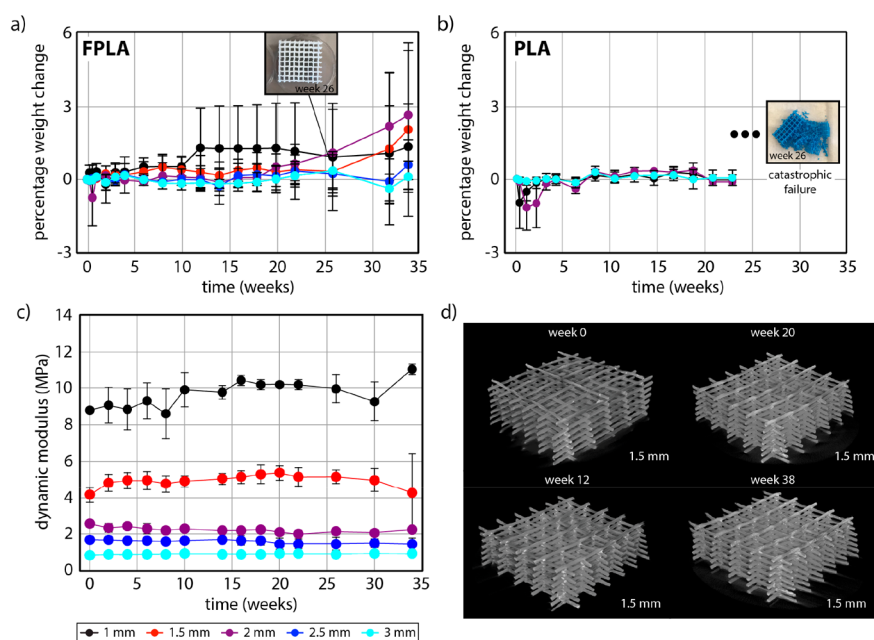 a)
FPLA
6
3
0
-3
percentage weight change
week 26
0 5 10 15 20 25 30 35
time (weeks)
b)
PLA
6
3
0
-3
percentage weight change
week 26
catastrophic
failure
0 5 10 15 20 25 30 35
time (weeks)
c)
14
12
10
8
6
4
2
0
dynamic modulus (MPa)
0 5 10 15 20 25 30 35
time (weeks)
1 mm 1.5 mm 2 mm 2.5 mm 3 mm
d)
week 0
1.5 mm
week 20
1.5 mm
week 12
1.5 mm
week 38
1.5 mm